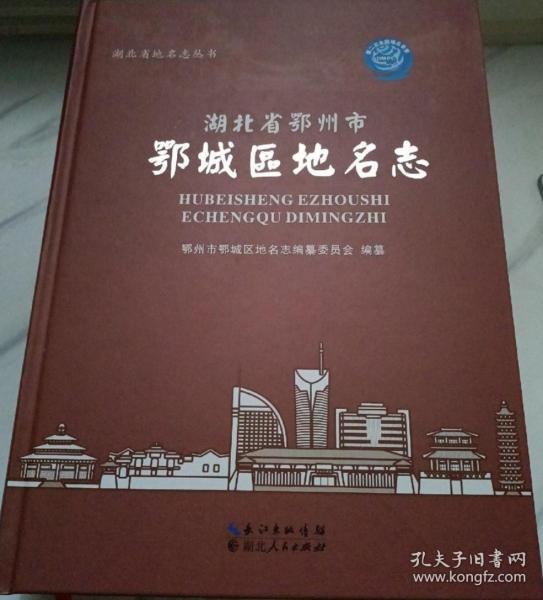 湖北省地名志丛书
湖北省鄂州市
鄂城區地名志
HUBEISHENG EZHOUSHI
ECHENGQU DIMINGZHI
鄂州市鄂城区地名志编纂委员会 编纂
长江出版传媒
湖北人民出版社
孔夫子旧书网
www.kongfz.com